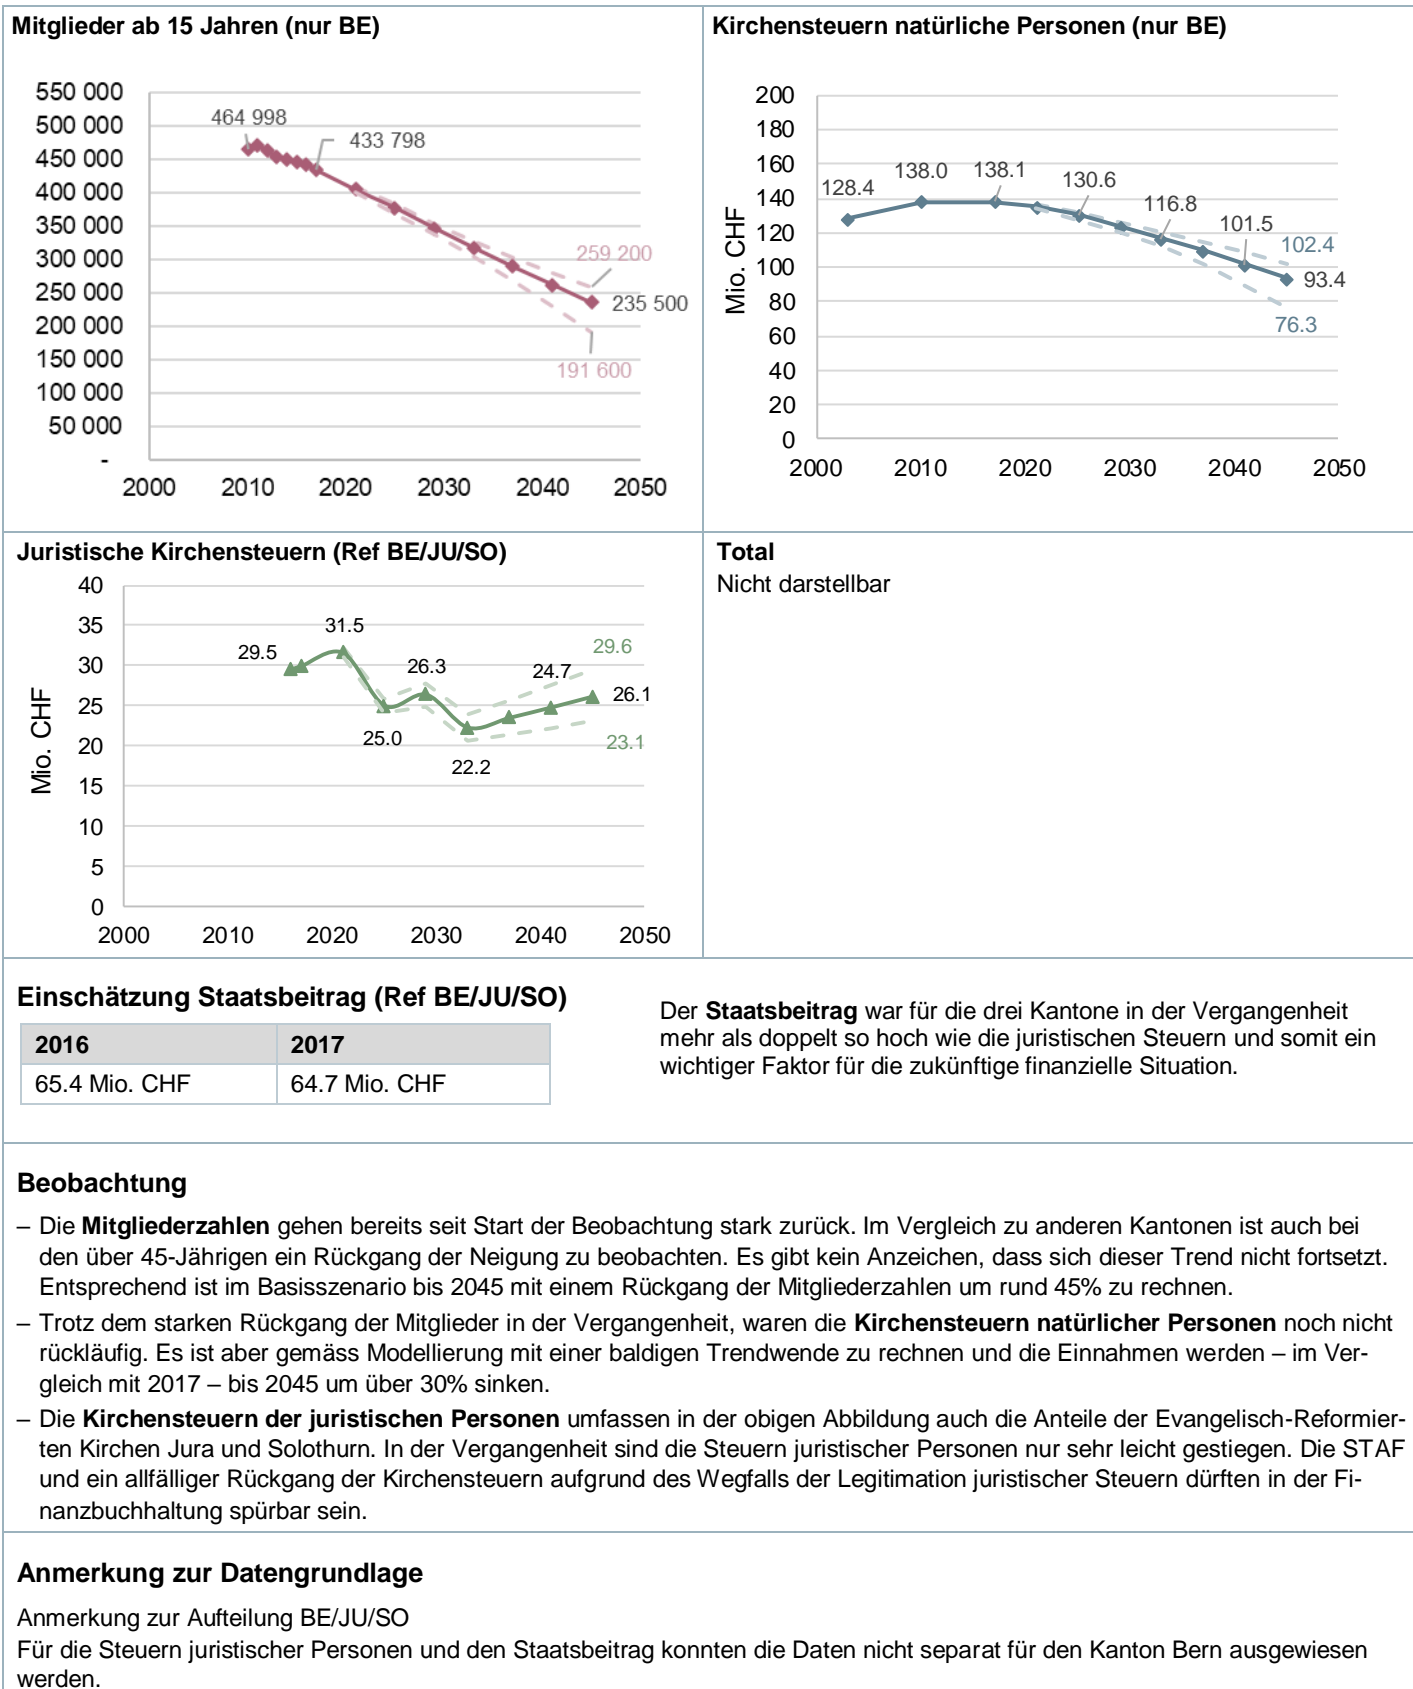 Mitglieder ab 15 Jahren (nur BE)
550 000
500 000
450 000
400 000
350 000
300 000
250 000
200 000
150 000
100 000
50 000
-
464 998
433 798
259 200
235 500
191 600
2000 2010 2020 2030 2040 2050
Kirchensteuern natürliche Personen (nur BE)
Mio. CHF
200
180
160
140
120
100
80
60
40
20
0
128.4
138.0
138.1
130.6
116.8
101.5
102.4
93.4
76.3
2000 2010 2020 2030 2040 2050
Juristische Kirchensteuern (Ref BE/JU/SO)
Mio. CHF
40
35
30
25
20
15
10
5
0
29.5
31.5
25.0
26.3
22.2
24.7
29.6
26.1
23.1
2000 2010 2020 2030 2040 2050
Total
Nicht darstellbar
Einschätzung Staatsbeitrag (Ref BE/JU/SO)
2016 2017
65.4 Mio. CHF 64.7 Mio. CHF
Der Staatsbeitrag war für die drei Kantone in der Vergangenheit
mehr als doppelt so hoch wie die juristischen Steuern und somit ein
wichtiger Faktor für die zukünftige finanzielle Situation.
Beobachtung
– Die Mitgliederzahlen gehen bereits seit Start der Beobachtung stark zurück. Im Vergleich zu anderen Kantonen ist auch bei
den über 45-Jährigen ein Rückgang der Neigung zu beobachten. Es gibt kein Anzeichen, dass sich dieser Trend nicht fortsetzt.
Entsprechend ist im Basisszenario bis 2045 mit einem Rückgang der Mitgliederzahlen um rund 45% zu rechnen.
– Trotz dem starken Rückgang der Mitglieder in der Vergangenheit, waren die Kirchensteuern natürlicher Personen noch nicht
rückläufig. Es ist aber gemäss Modellierung mit einer baldigen Trendwende zu rechnen und die Einnahmen werden – im Ver-
gleich mit 2017 – bis 2045 um über 30% sinken.
– Die Kirchensteuern der juristischen Personen umfassen in der obigen Abbildung auch die Anteile der Evangelisch-Reformier-
ten Kirchen Jura und Solothurn. In der Vergangenheit sind die Steuern juristischer Personen nur sehr leicht gestiegen. Die STAF
und ein allfälliger Rückgang der Kirchensteuern aufgrund des Wegfalls der Legitimation juristischer Steuern dürften in der Fi-
nanzbuchhaltung spürbar sein.
Anmerkung zur Datengrundlage
Anmerkung zur Aufteilung BE/JU/SO
Für die Steuern juristischer Personen und den Staatsbeitrag konnten die Daten nicht separat für den Kanton Bern ausgewiesen
werden.